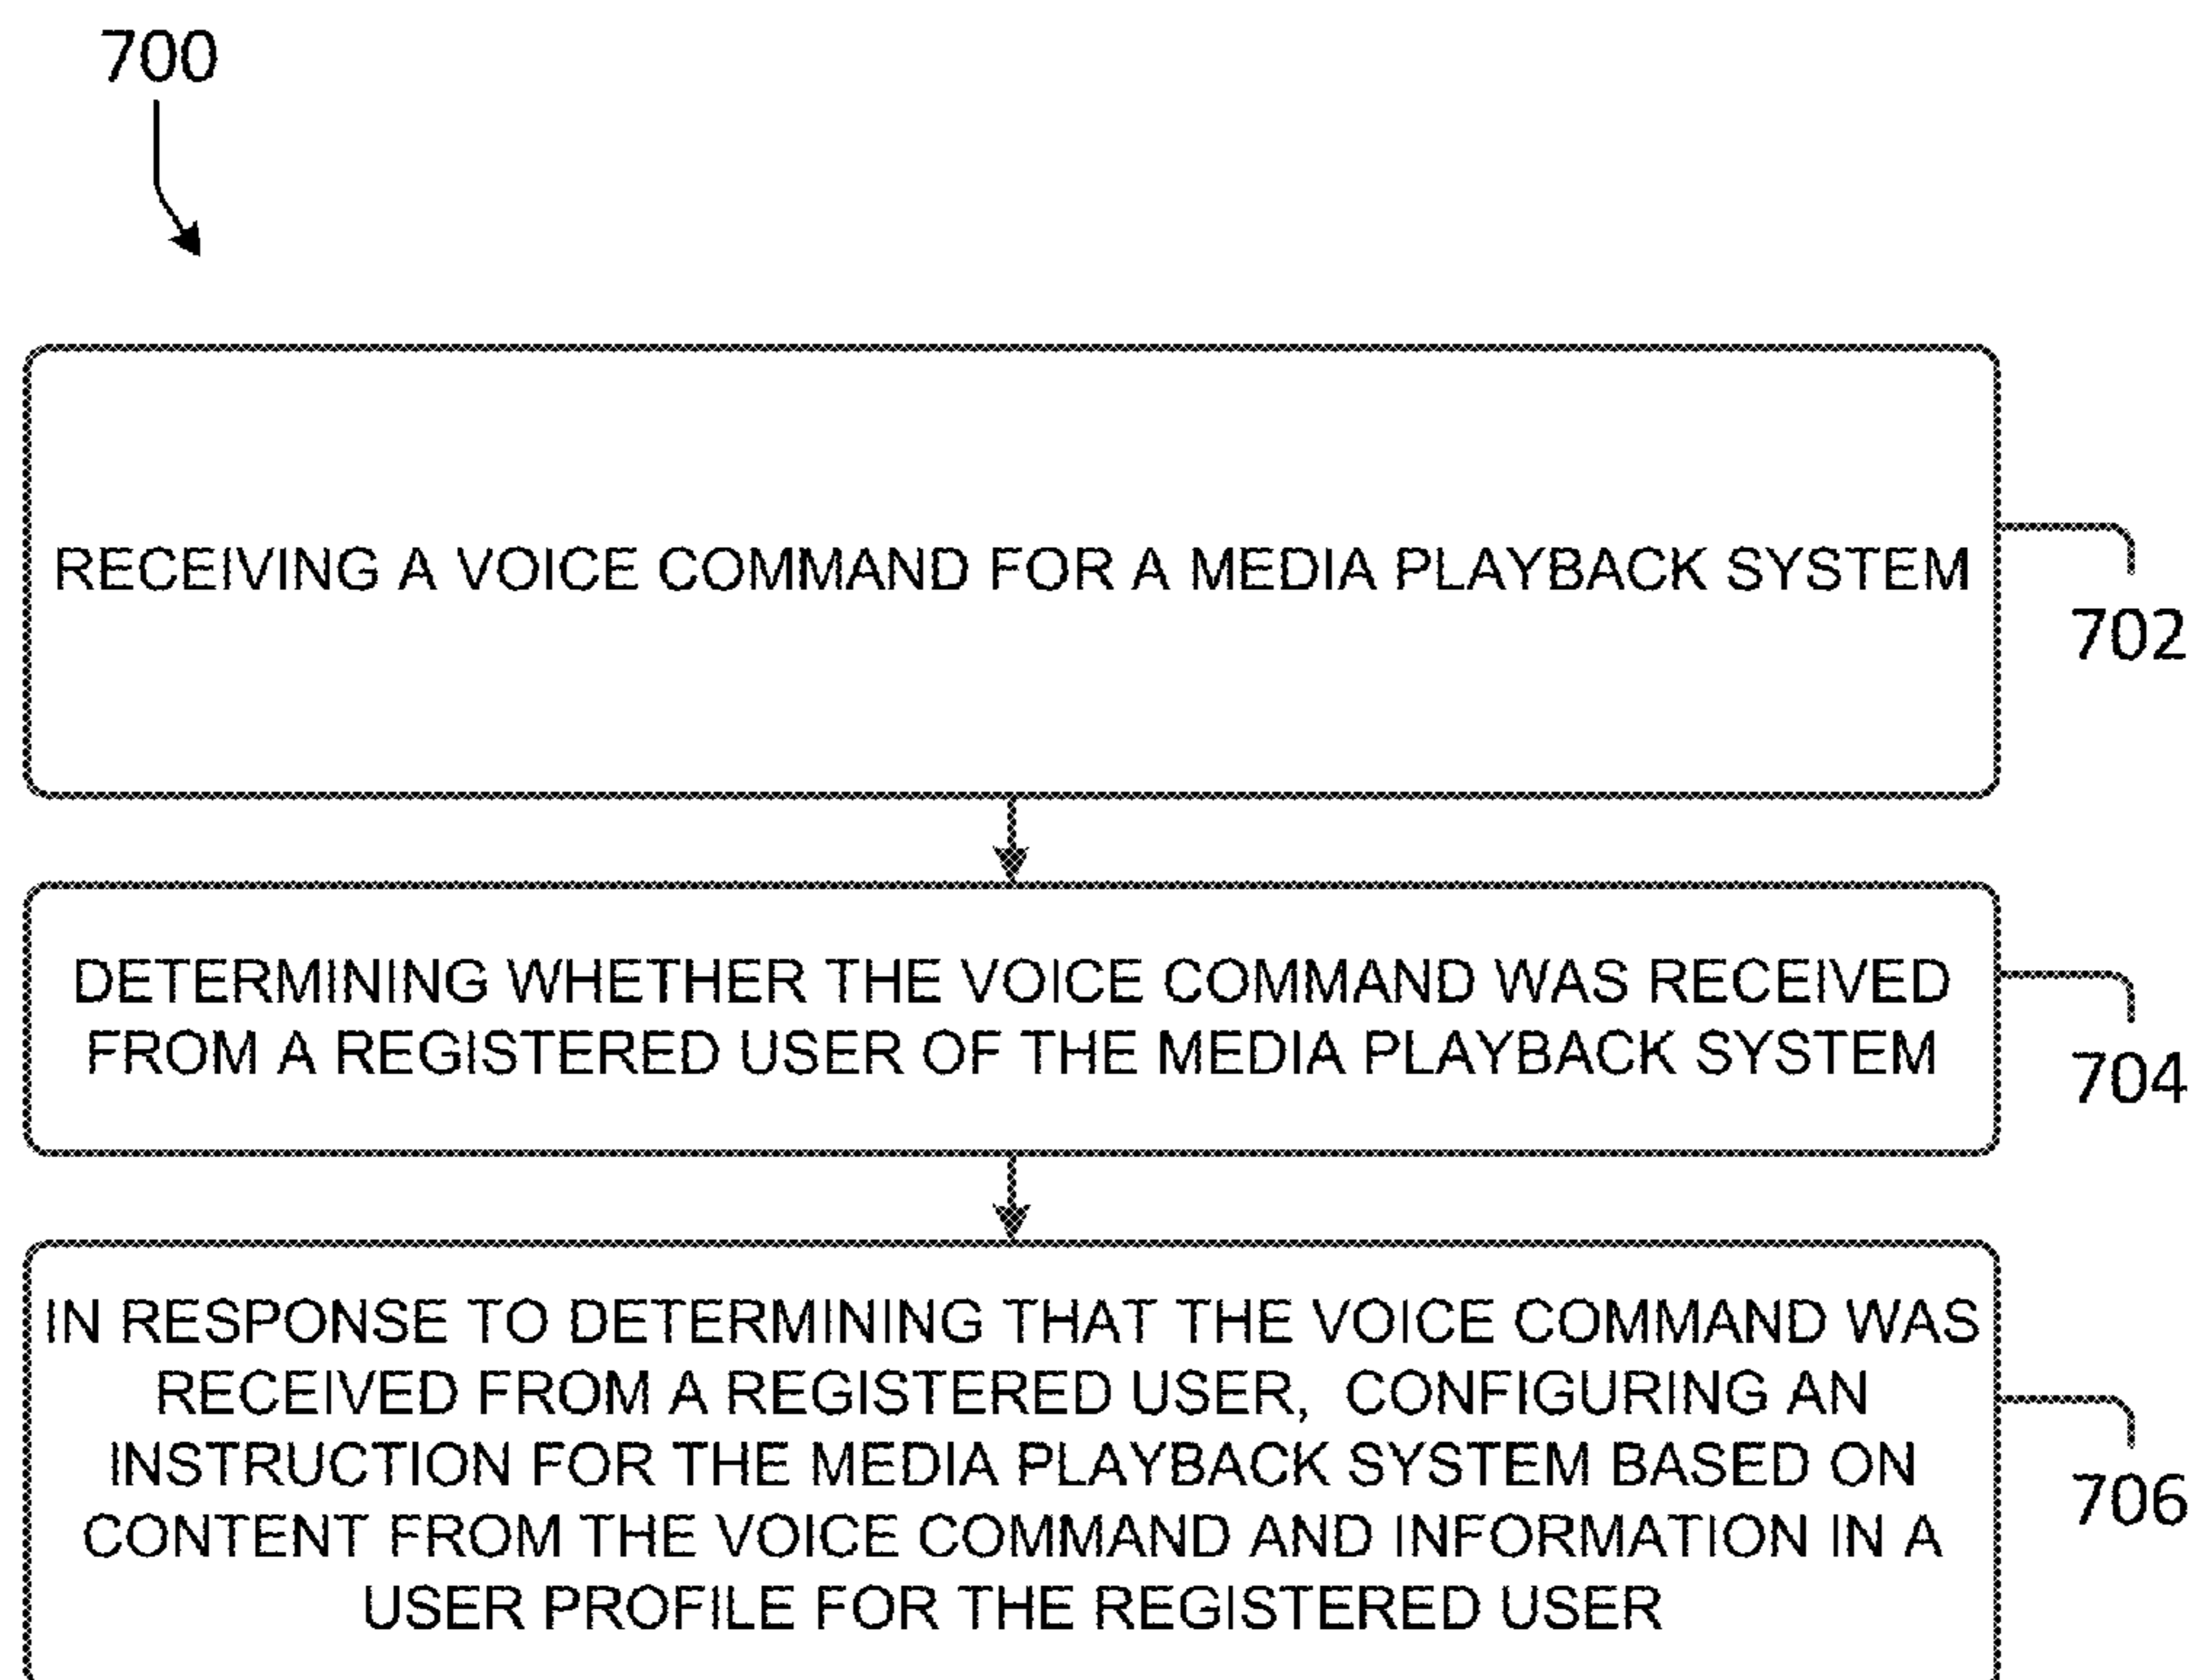 700
RECEIVING A VOICE COMMAND FOR A MEDIA PLAYBACK SYSTEM
702
DETERMINING WHETHER THE VOICE COMMAND WAS RECEIVED
FROM A REGISTERED USER OF THE MEDIA PLAYBACK SYSTEM
704
IN RESPONSE TO DETERMINING THAT THE VOICE COMMAND WAS
RECEIVED FROM A REGISTERED USER, CONFIGURING AN
INSTRUCTION FOR THE MEDIA PLAYBACK SYSTEM BASED ON
CONTENT FROM THE VOICE COMMAND AND INFORMATION IN A
USER PROFILE FOR THE REGISTERED USER
706